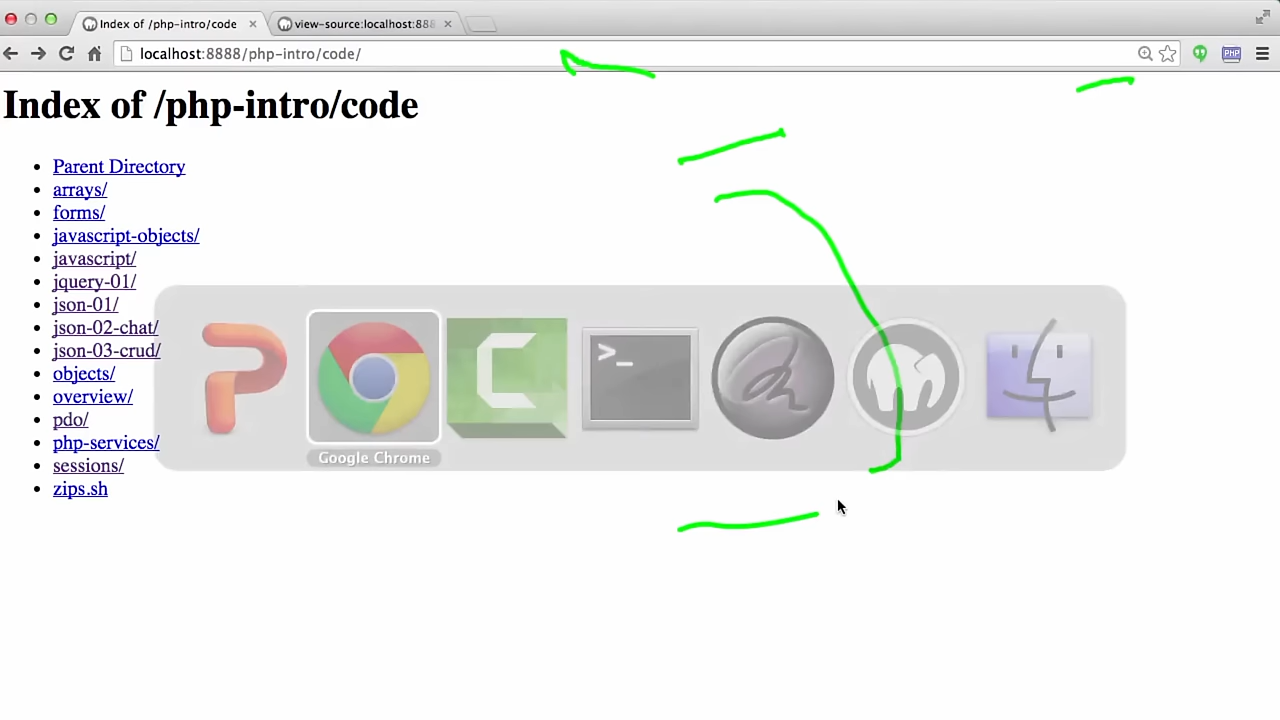 Index of /php-intro/code
view-source:localhost:888
localhost:8888/php-intro/code/
PHP
Index of /php-intro/code
Parent Directory
arrays/
forms/
javascript-objects/
javascript/
jquery-01/
json-01/
json-02-chat/
json-03-crud/
objects/
overview/
pdo/
php-services/
sessions/
zips.sh
>_
Google Chrome